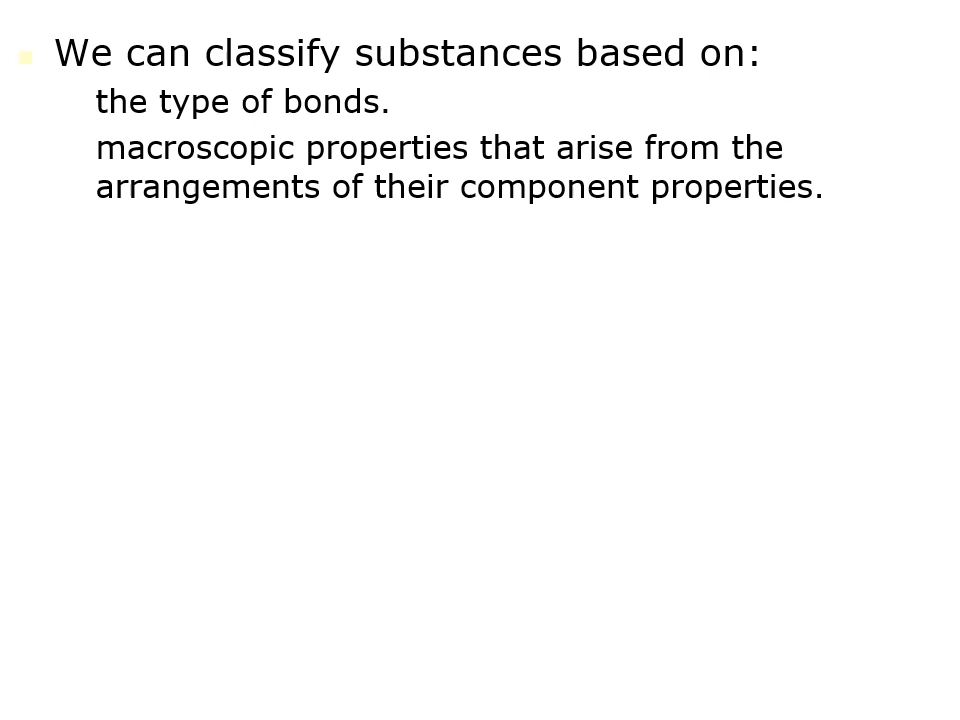 We can classify substances based on:
the type of bonds.
macroscopic properties that arise from the
arrangements of their component properties.